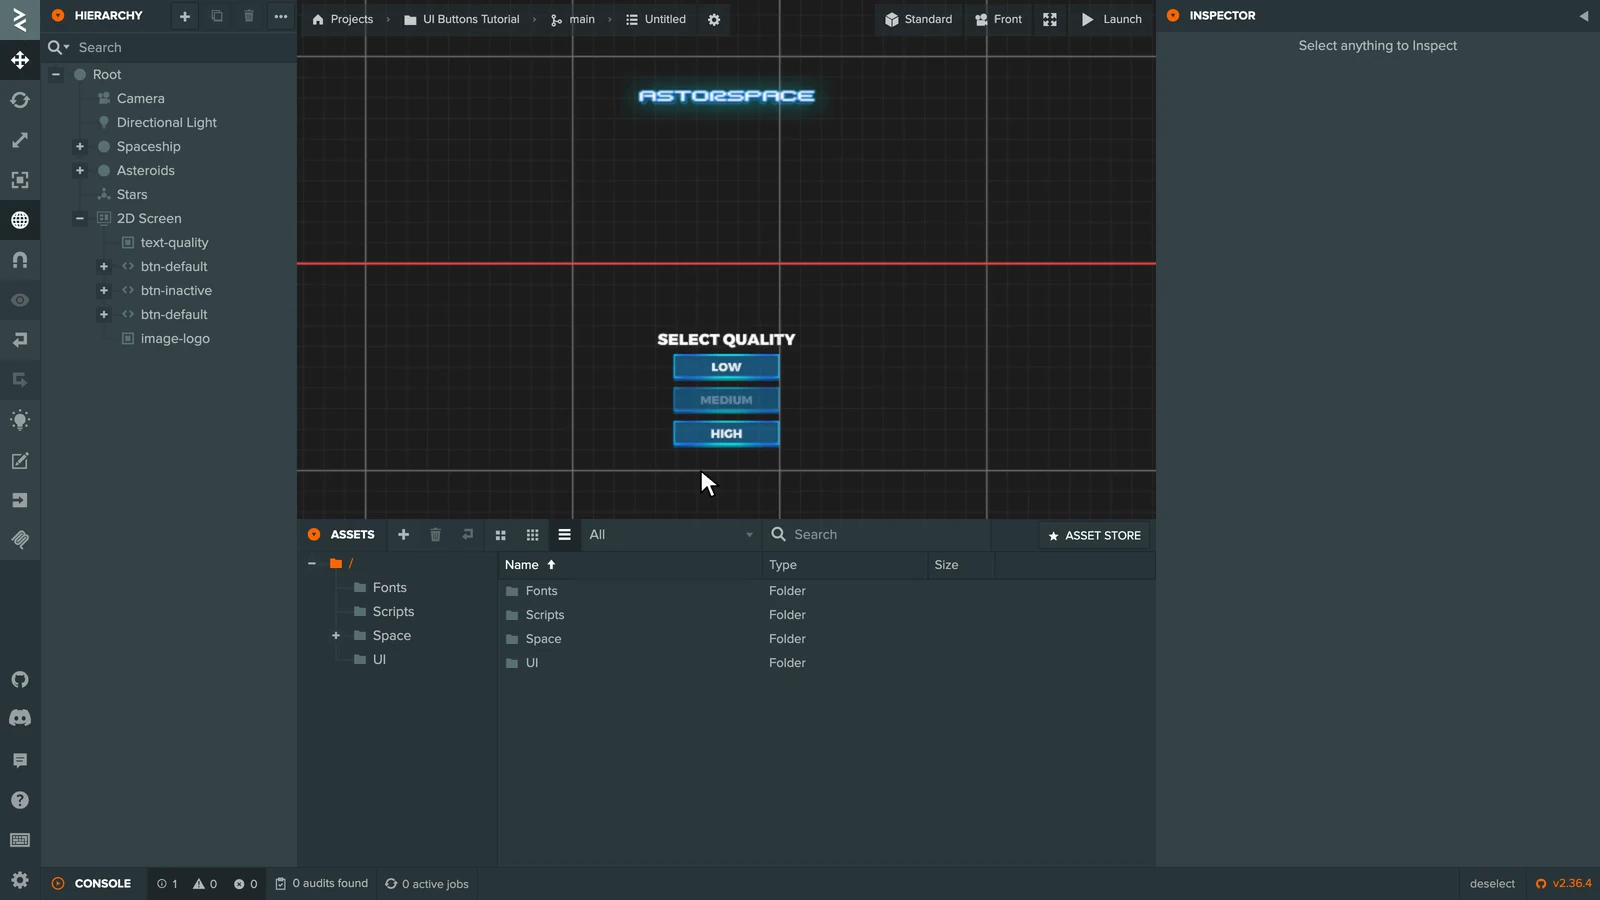 HIERARCHY
Search
Root
Camera
Directional Light
Spaceship
Asteroids
Stars
2D Screen
text-quality
btn-default
btn-inactive
btn-default
image-logo
Projects
UI Buttons Tutorial
main
Untitled
Standard
Front
Launch
ASTORSPACE
SELECT QUALITY
LOW
MEDIUM
HIGH
INSPECTOR
Select anything to Inspect
ASSETS
All
Search
ASSET STORE
/
Fonts
Scripts
Space
UI
Name Type Size
Fonts Folder
Scripts Folder
Space Folder
UI Folder
CONSOLE
1
0
0
0 audits found
0 active jobs
deselect
v2.36.4